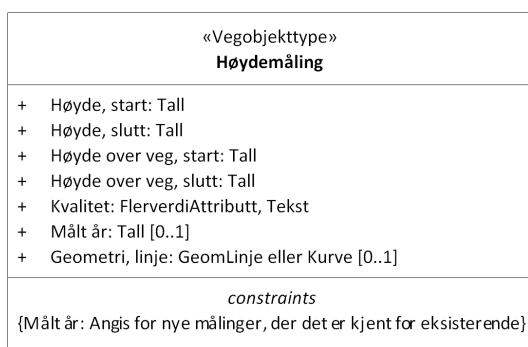 «Vegobjekttype»
Høydemåling
+ Høyde, start: Tall
+ Høyde, slutt: Tall
+ Høyde over veg, start: Tall
+ Høyde over veg, slutt: Tall
+ Kvalitet: FlerverdiAttributt, Tekst
+ Målt år: Tall [0..1]
+ Geometri, linje: GeomLinje eller Kurve [0..1]
constraints
{Målt år: Angis for nye målinger, der det er kjent for eksisterende}